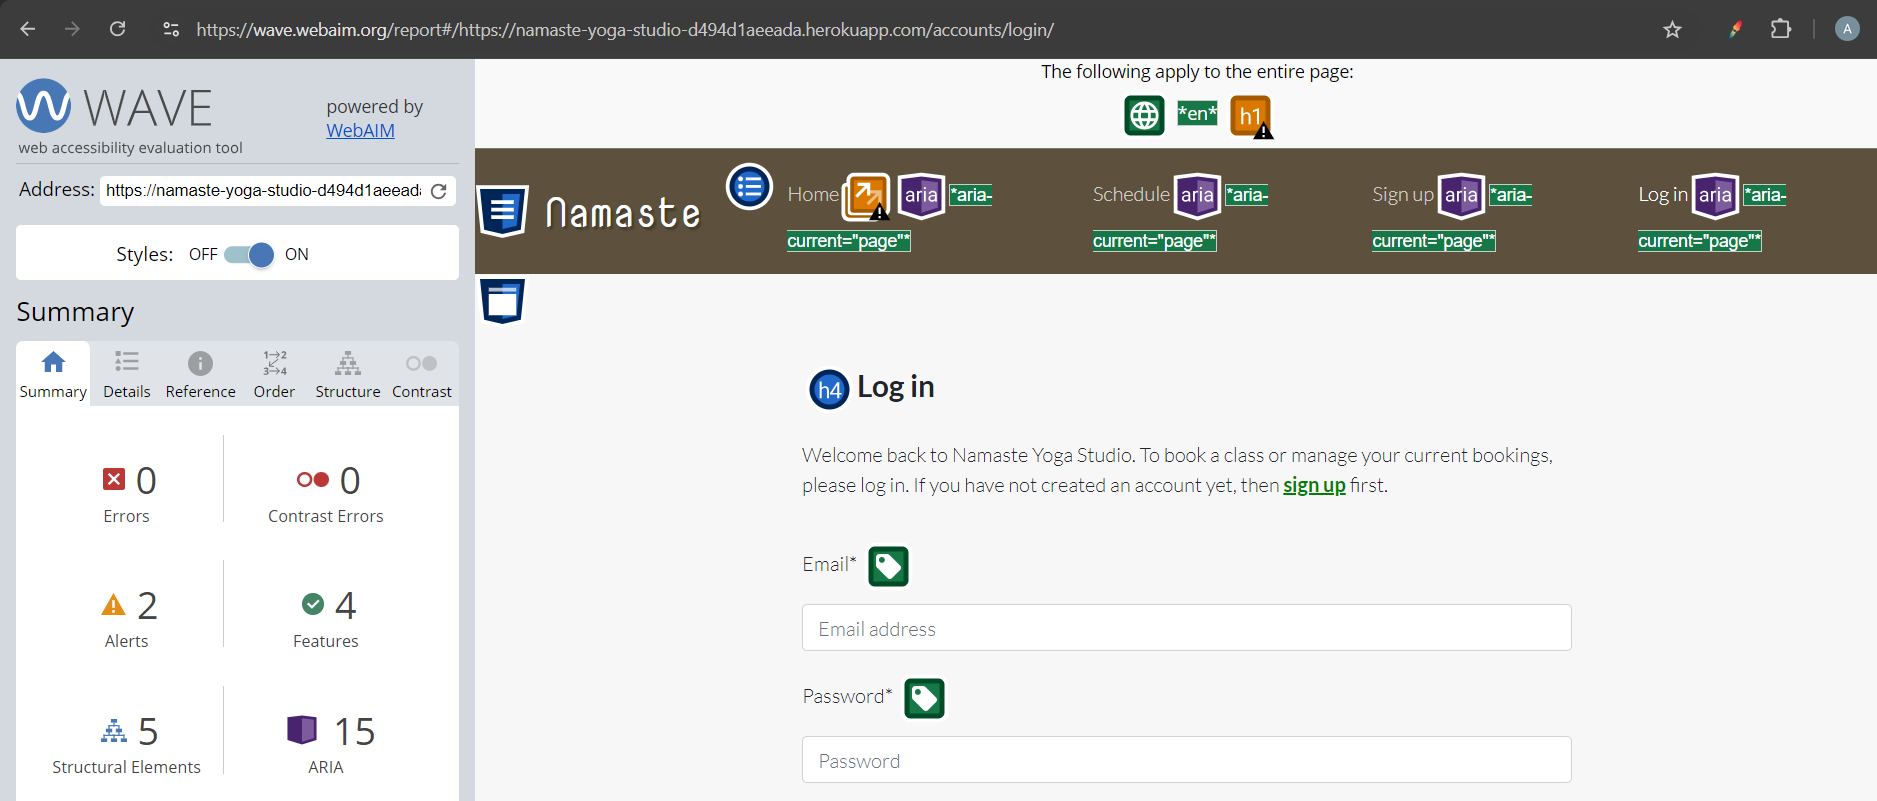 https://wave.webaim.org/report#/https://namaste-yoga-studio-d494d1aeeada.herokuapp.com/accounts/login/
A
WAVE
web accessibility evaluation tool
powered by
WebAIM
Address: https://namaste-yoga-studio-d494d1aeeada
Styles: OFF ON
Summary
Summary Details Reference Order Structure Contrast
0
Errors
0
Contrast Errors
2
Alerts
4
Features
5
Structural Elements
15
ARIA
The following apply to the entire page:
*en* h1
Namaste
Home aria *aria-current="page"*
Schedule aria *aria-current="page"*
Sign up aria *aria-current="page"*
Log in aria *aria-current="page"*
h4 Log in
Welcome back to Namaste Yoga Studio. To book a class or manage your current bookings,
please log in. If you have not created an account yet, then sign up first.
Email*
Email address
Password*
Password